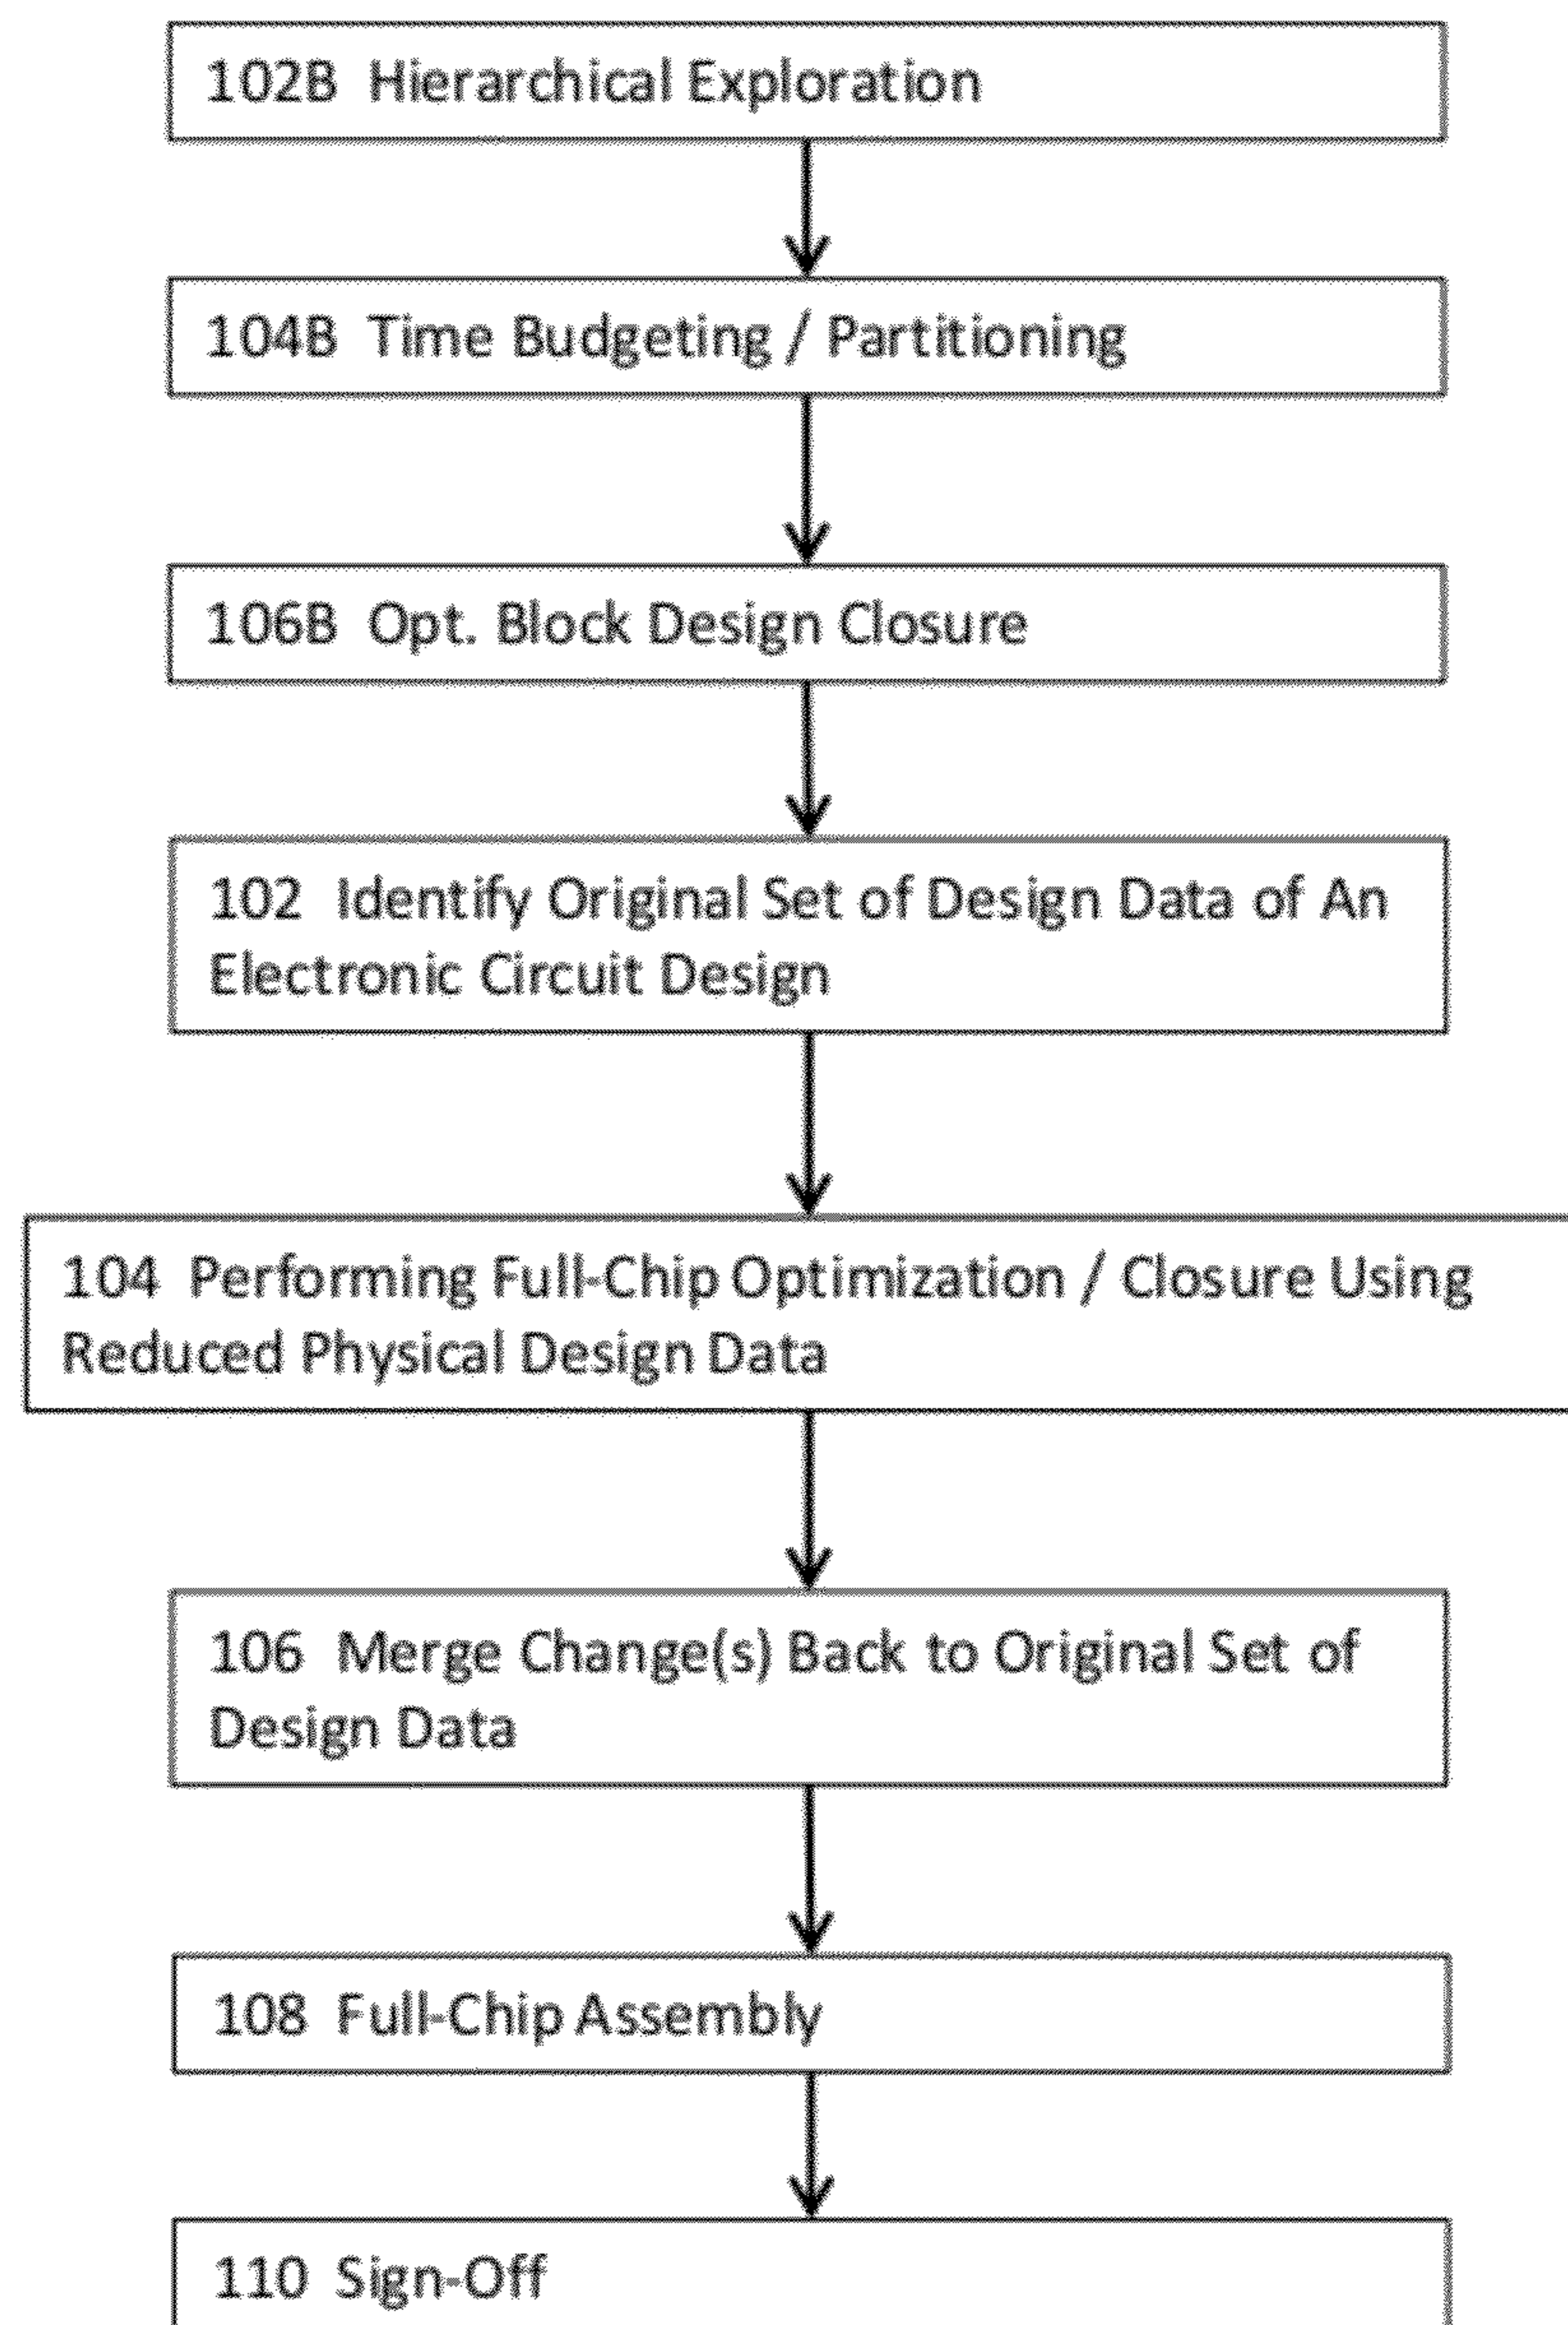 102B Hierarchical Exploration
104B Time Budgeting / Partitioning
106B Opt. Block Design Closure
102 Identify Original Set of Design Data of An
Electronic Circuit Design
104 Performing Full-Chip Optimization / Closure Using
Reduced Physical Design Data
106 Merge Change(s) Back to Original Set of
Design Data
108 Full-Chip Assembly
110 Sign-Off